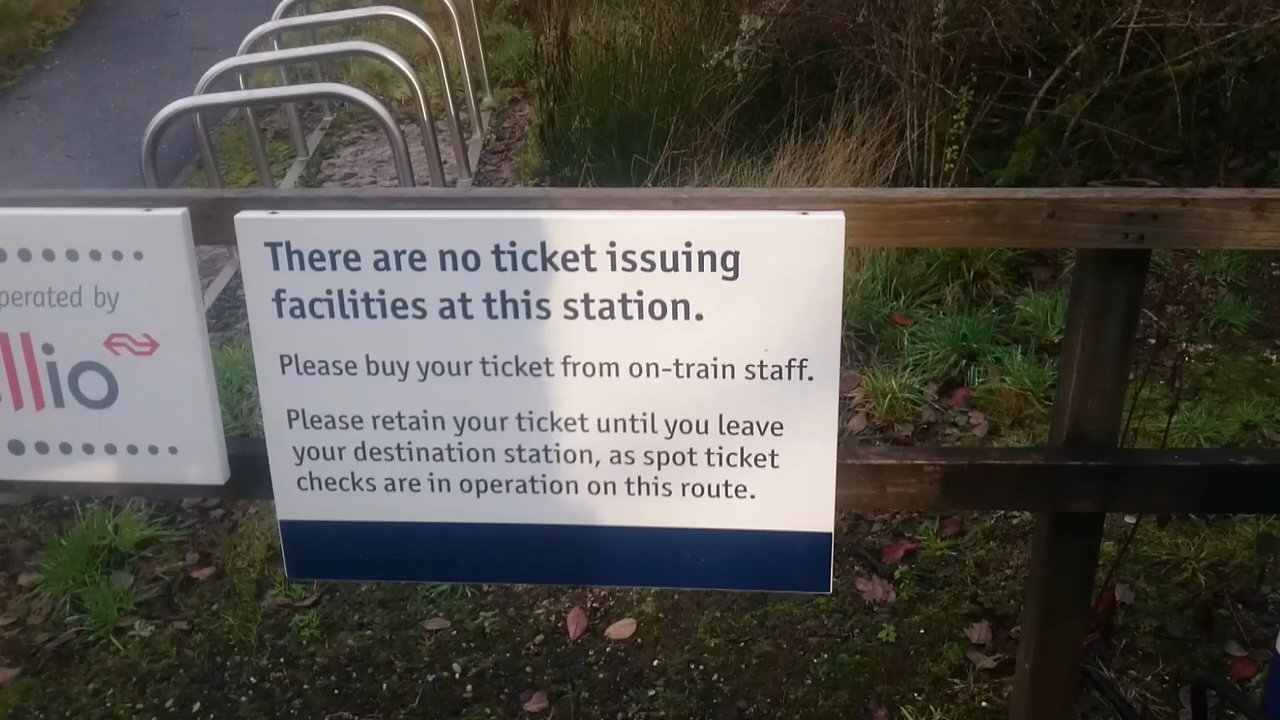 perated by
llio
There are no ticket issuing
facilities at this station.
Please buy your ticket from on-train staff.
Please retain your ticket until you leave
your destination station, as spot ticket
checks are in operation on this route.